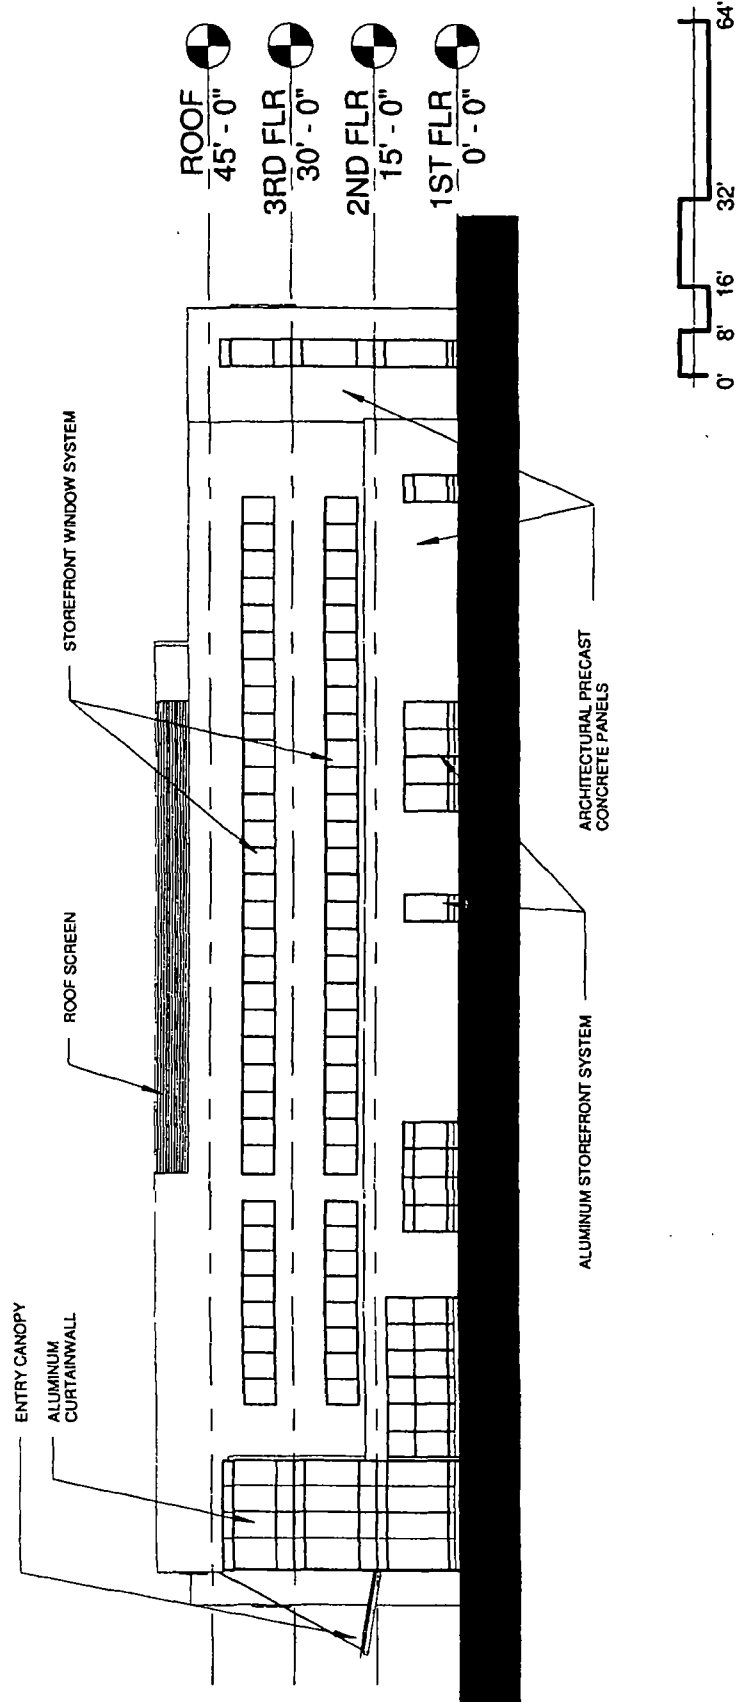 ENTRY CANOPY
ALUMINUM
CURTAINWALL
ROOF SCREEN
STOREFRONT WINDOW SYSTEM
ROOF
45' - 0"
3RD FLR
30' - 0"
2ND FLR
15' - 0"
1ST FLR
0' - 0"
ALUMINUM STOREFRONT SYSTEM
ARCHITECTURAL PRECAST
CONCRETE PANELS
0' 8' 16' 32' 64'